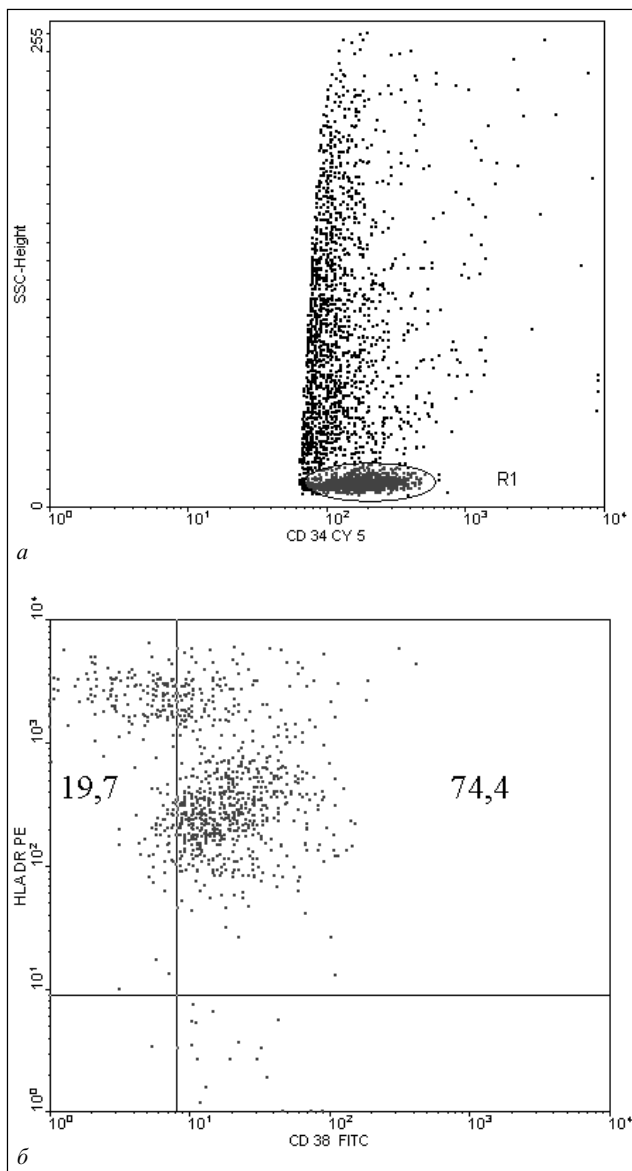 255
SSC-Height
0
10⁰ 10¹ 10² 10³ 10⁴
CD 34 CY 5
R1
а
10⁴
10³
19,7 74,4
HLA DR PE
10²
10¹
10⁰
10⁰ 10¹ 10² 10³ 10⁴
CD 38 FITC
б